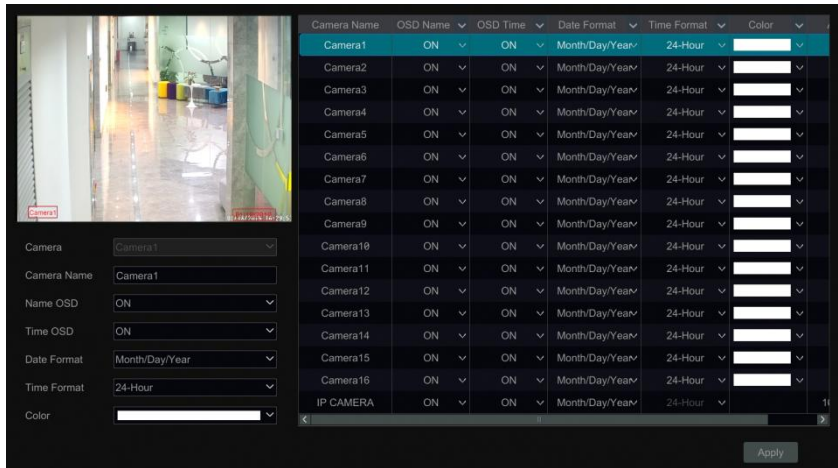 Camera Name OSD Name OSD Time Date Format Time Format Color
Camera1 ON ON Month/Day/Year 24-Hour
Camera2 ON ON Month/Day/Year 24-Hour
Camera3 ON ON Month/Day/Year 24-Hour
Camera4 ON ON Month/Day/Year 24-Hour
Camera5 ON ON Month/Day/Year 24-Hour
Camera6 ON ON Month/Day/Year 24-Hour
Camera7 ON ON Month/Day/Year 24-Hour
Camera8 ON ON Month/Day/Year 24-Hour
Camera9 ON ON Month/Day/Year 24-Hour
Camera10 ON ON Month/Day/Year 24-Hour
Camera11 ON ON Month/Day/Year 24-Hour
Camera12 ON ON Month/Day/Year 24-Hour
Camera13 ON ON Month/Day/Year 24-Hour
Camera14 ON ON Month/Day/Year 24-Hour
Camera15 ON ON Month/Day/Year 24-Hour
Camera16 ON ON Month/Day/Year 24-Hour
IP CAMERA ON ON Month/Day/Year 24-Hour
Camera1
Camera Camera1
Camera Name Camera1
Name OSD ON
Time OSD ON
Date Format Month/Day/Year
Time Format 24-Hour
Color
Apply